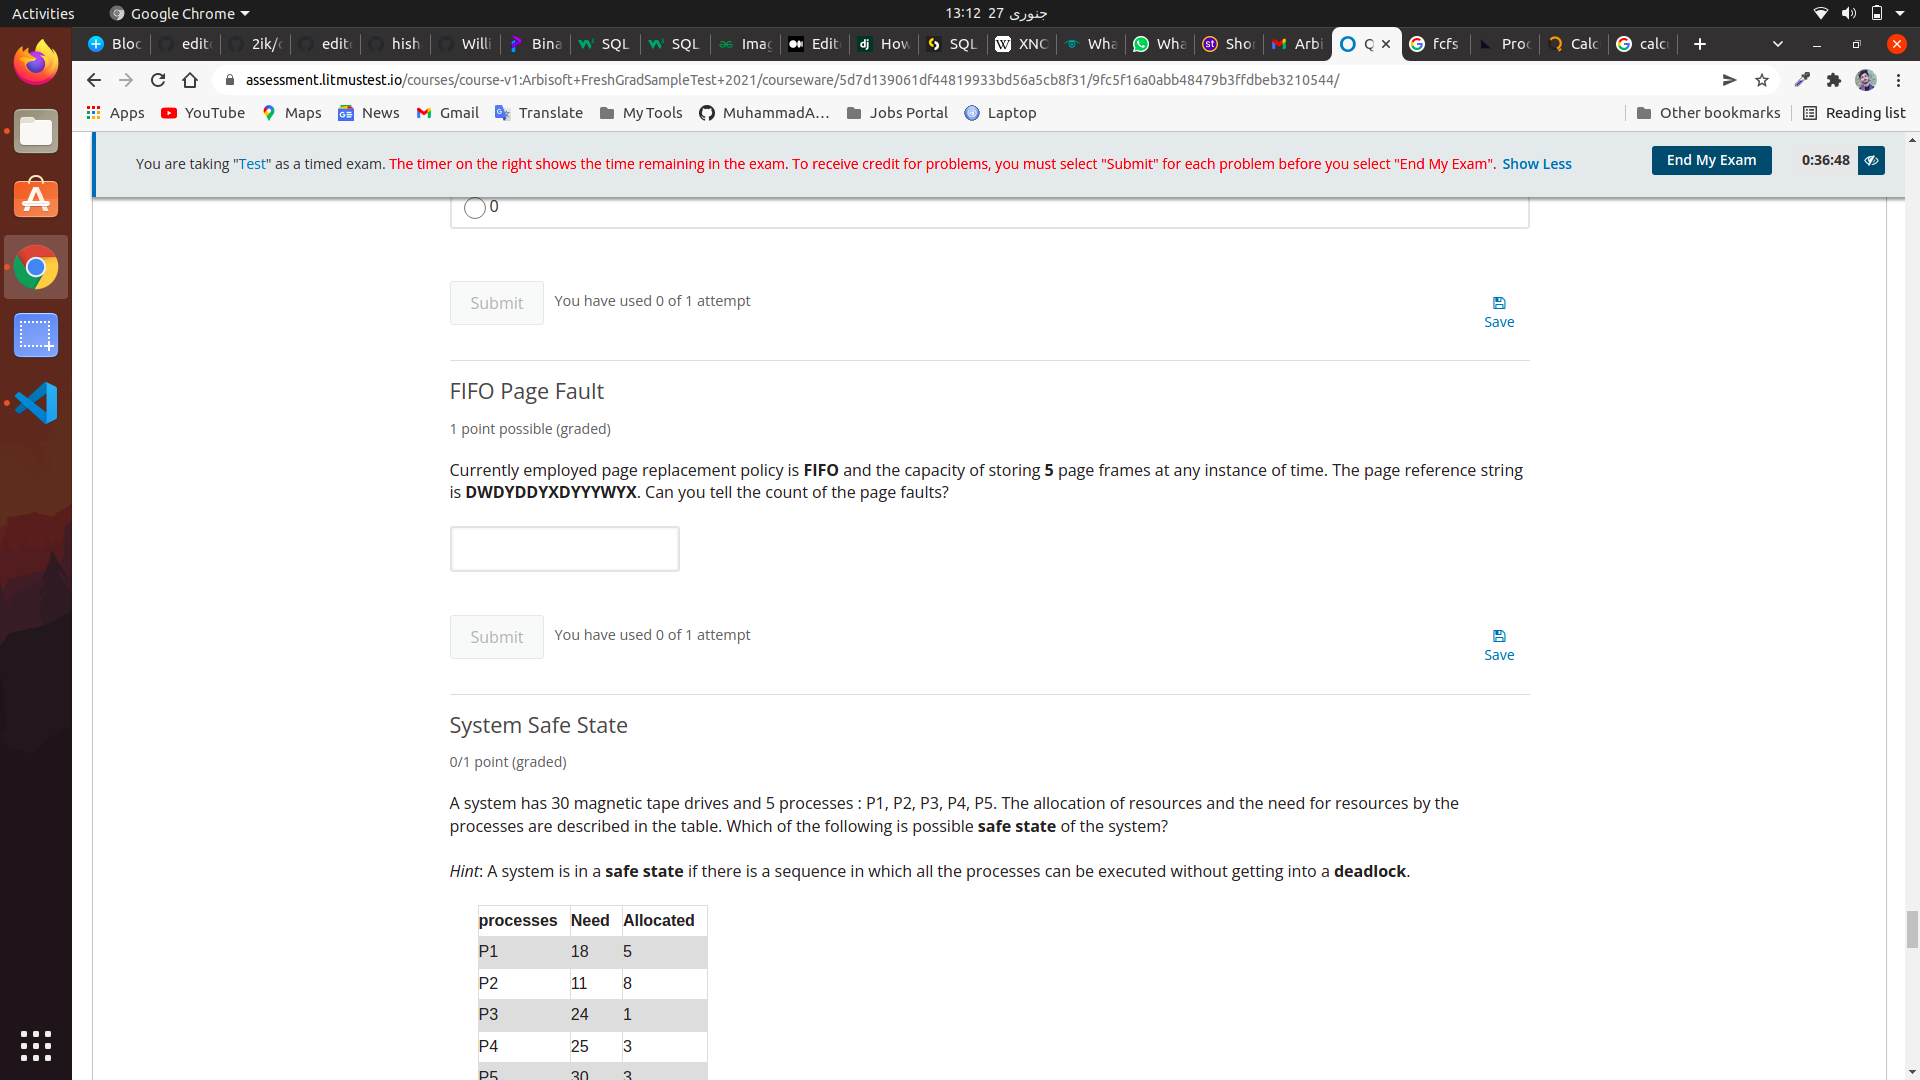 Activities
Google Chrome
13:12 27 جنوری
Bloc
edit
2ik/
edit
hish
Willi
Bina
SQL
SQL
Imag
Edit
How
SQL
XNC
Wha
Wha
Sho
Arbi
fcfs
Proc
Calc
calc
assessment.litmustest.io/courses/course-v1:Arbisoft+FreshGradSampleTest+2021/courseware/5d7d139061df44819933bd56a5cb8f31/9fc5f16a0abb48479b3ffdbeb3210544/
Apps
YouTube
Maps
News
Gmail
Translate
My Tools
MuhammadA...
Jobs Portal
Laptop
Other bookmarks
Reading list
You are taking "Test" as a timed exam. The timer on the right shows the time remaining in the exam. To receive credit for problems, you must select "Submit" for each problem before you select "End My Exam". Show Less
End My Exam
0:36:48
0
Submit
You have used 0 of 1 attempt
Save
FIFO Page Fault
1 point possible (graded)
Currently employed page replacement policy is FIFO and the capacity of storing 5 page frames at any instance of time. The page reference string
is DWDYDDYXDYYYWYX. Can you tell the count of the page faults?
Submit
You have used 0 of 1 attempt
Save
System Safe State
0/1 point (graded)
A system has 30 magnetic tape drives and 5 processes : P1, P2, P3, P4, P5. The allocation of resources and the need for resources by the
processes are described in the table. Which of the following is possible safe state of the system?
Hint: A system is in a safe state if there is a sequence in which all the processes can be executed without getting into a deadlock.
processes Need Allocated
P1 18 5
P2 11 8
P3 24 1
P4 25 3
P5 30 3